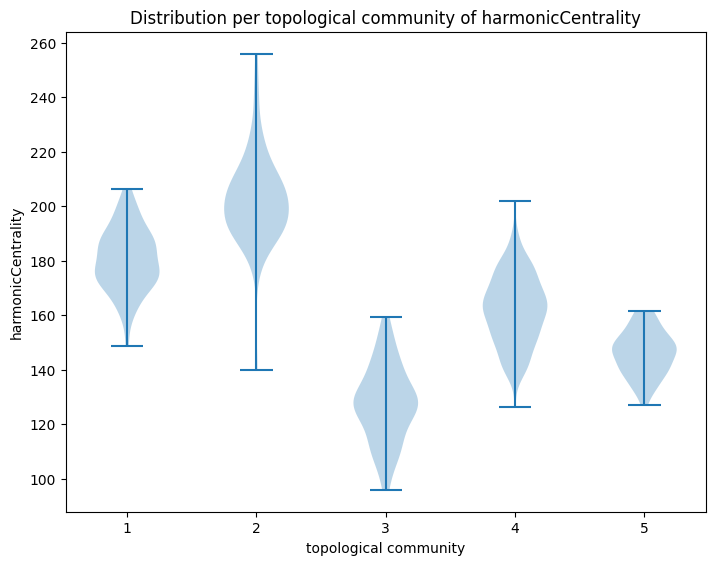 Distribution per topological community of harmonicCentrality
260
240
220
200
180
160
140
120
100
harmonicCentrality
1 2 3 4 5
topological community